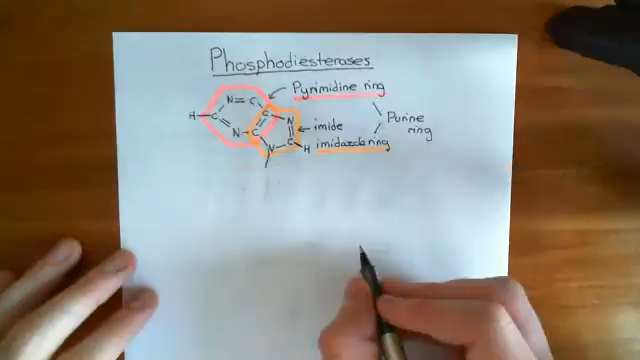 Phosphodiesterases
Pyrimidine ring
N=C
H-C
C
N
imide
Purine
ring
N-C
N-C
H
imidazole ring